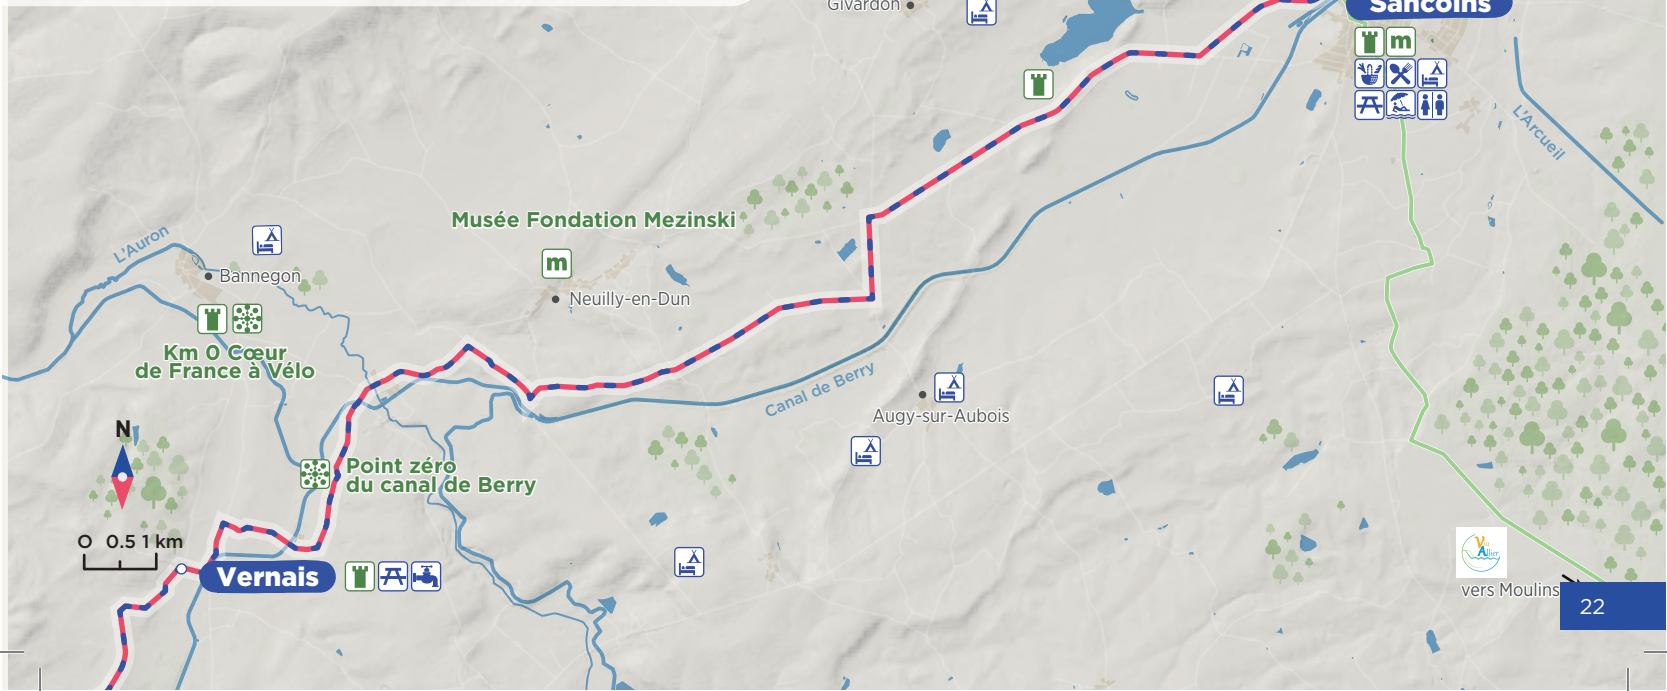 Givardon
Sancoins
m
L'Arcueil
L'Auron
Musée Fondation Mezinski
m
Bannegon
Neuilly-en-Dun
Km 0 Cœur
de France à Vélo
Canal de Berry
Augy-sur-Aubois
N
Point zéro
du canal de Berry
0 0.5 1 km
Vernais
Via
Allier
vers Moulins
22